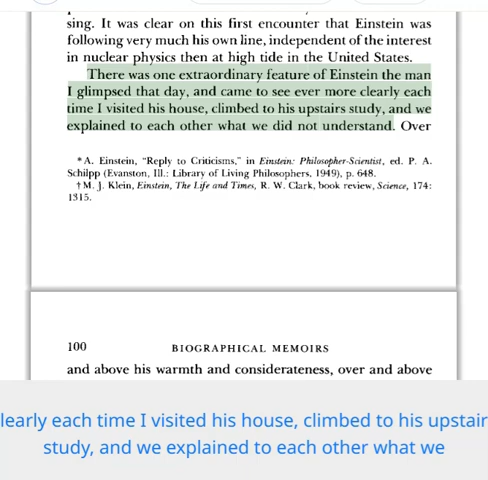 sing. It was clear on this first encounter that Einstein was
following very much his own line, independent of the interest
in nuclear physics then at high tide in the United States.
There was one extraordinary feature of Einstein the man
I glimpsed that day, and came to see ever more clearly each
time I visited his house, climbed to his upstairs study, and we
explained to each other what we did not understand. Over
*A. Einstein, "Reply to Criticisms," in Einstein: Philosopher-Scientist, ed. P. A.
Schilpp (Evanston, Ill.: Library of Living Philosophers, 1949), p. 648.
†M. J. Klein, Einstein, The Life and Times, R. W. Clark, book review, Science, 174:
1315.
100 BIOGRAPHICAL MEMOIRS
and above his warmth and considerateness, over and above
learly each time I visited his house, climbed to his upstair
study, and we explained to each other what we